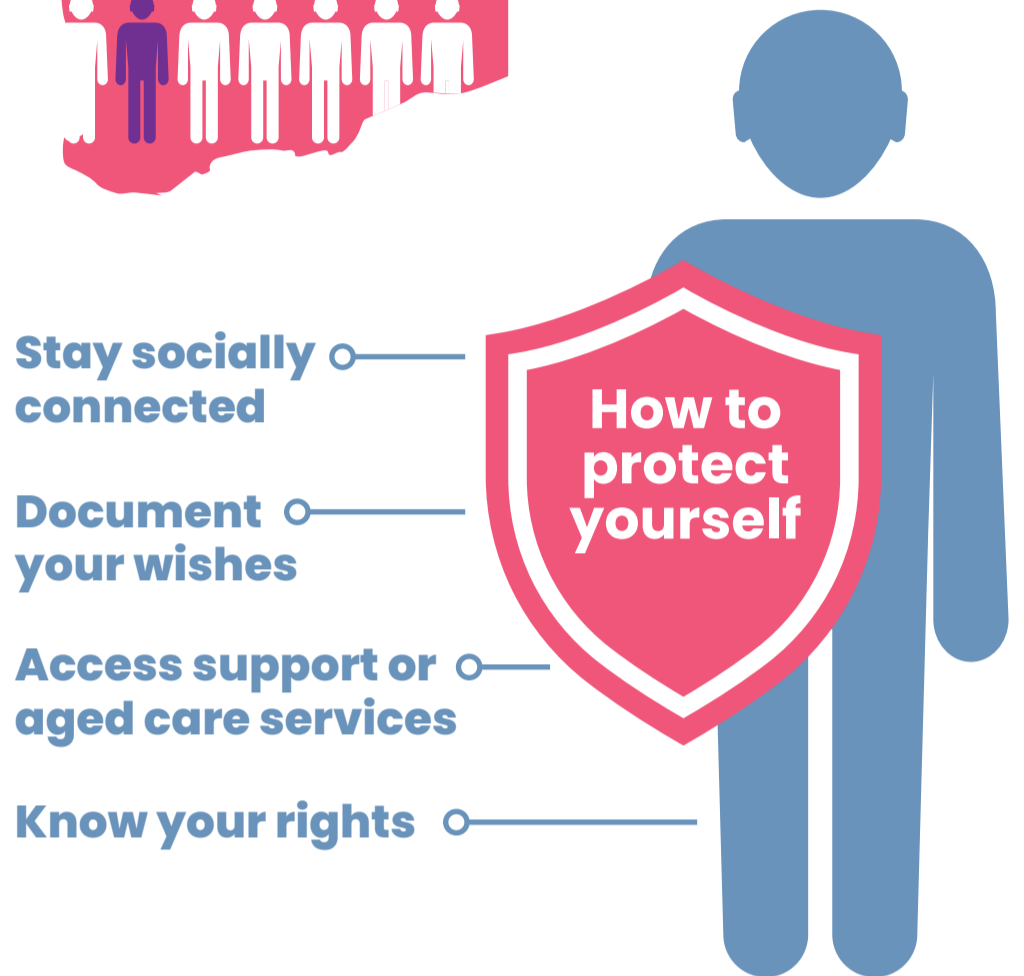 Stay socially
connected
Document
your wishes
Access support or
aged care services
Know your rights
How to
protect
yourself